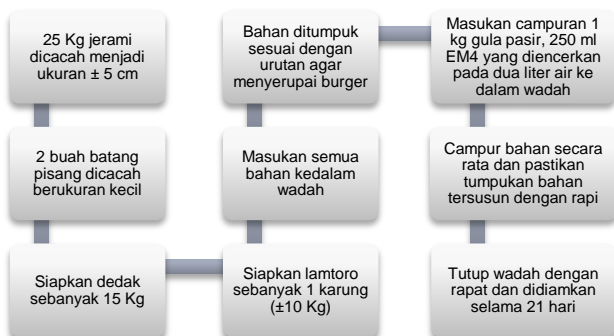 25 Kg jerami
dicacah menjadi
ukuran ± 5 cm
2 buah batang
pisang dicacah
berukuran kecil
Siapkan dedak
sebanyak 15 Kg
Siapkan lamtoro
sebanyak 1 karung
(±10 Kg)
Masukan semua
bahan kedalam
wadah
Bahan ditumpuk
sesuai dengan
urutan agar
menyerupai burger
Masukan campuran 1
kg gula pasir, 250 ml
EM4 yang diencerkan
pada dua liter air ke
dalam wadah
Campur bahan secara
rata dan pastikan
tumpukan bahan
tersusun dengan rapi
Tutup wadah dengan
rapat dan didiamkan
selama 21 hari